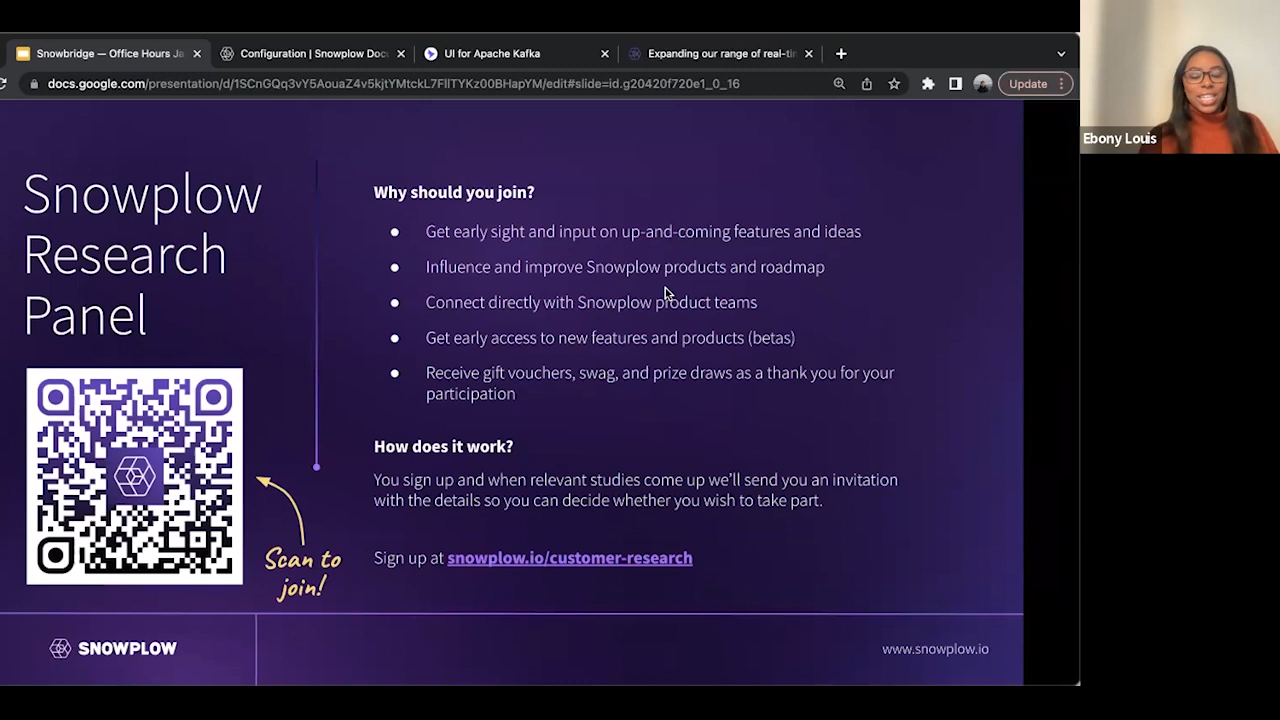 Snowbridge — Office Hours Ja
Configuration | Snowplow Docu
UI for Apache Kafka
Expanding our range of real-tim
docs.google.com/presentation/d/1SCnGQq3vY5AouaZ4v5kjtYMtckL7FIlTYKz00BHapYM/edit#slide=id.g20420f720e1_0_16
Update
Ebony Louis
Snowplow
Research
Panel
Scan to
join!
Why should you join?
Get early sight and input on up-and-coming features and ideas
Influence and improve Snowplow products and roadmap
Connect directly with Snowplow product teams
Get early access to new features and products (betas)
Receive gift vouchers, swag, and prize draws as a thank you for your
participation
How does it work?
You sign up and when relevant studies come up we’ll send you an invitation
with the details so you can decide whether you wish to take part.
Sign up at snowplow.io/customer-research
SNOWPLOW
www.snowplow.io